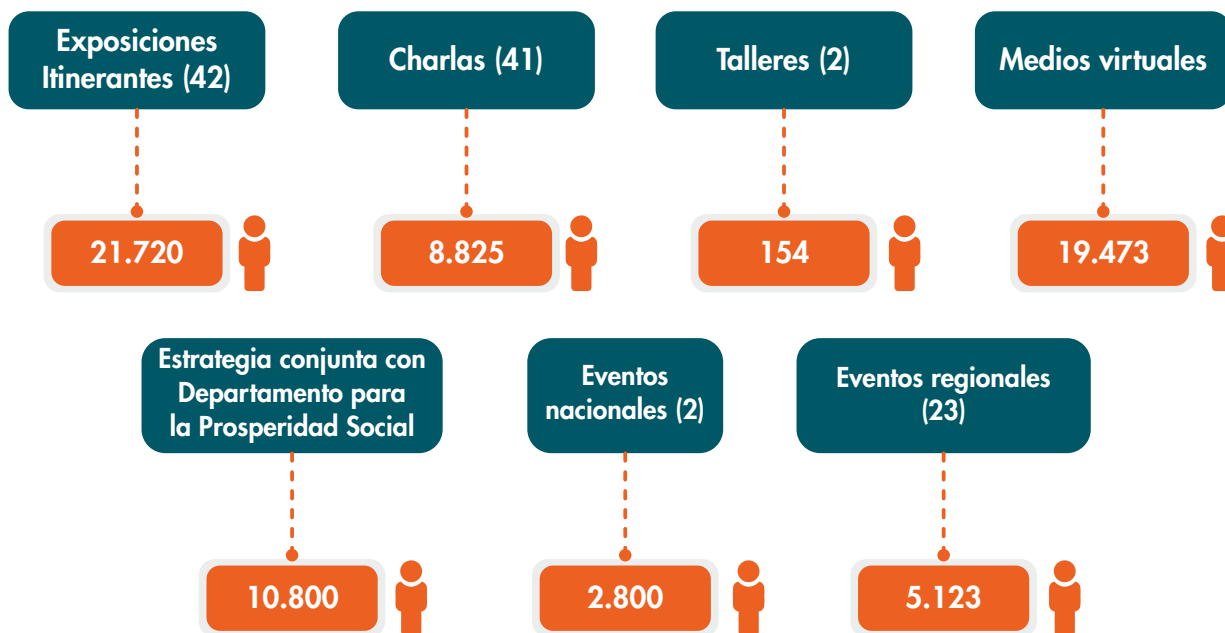 Exposiciones
Itinerantes (42)
Charlas (41)
Talleres (2)
Medios virtuales
21.720
8.825
154
19.473
Estrategia conjunta con
Departamento para
la Prosperidad Social
Eventos
nacionales (2)
Eventos regionales
(23)
10.800
2.800
5.123